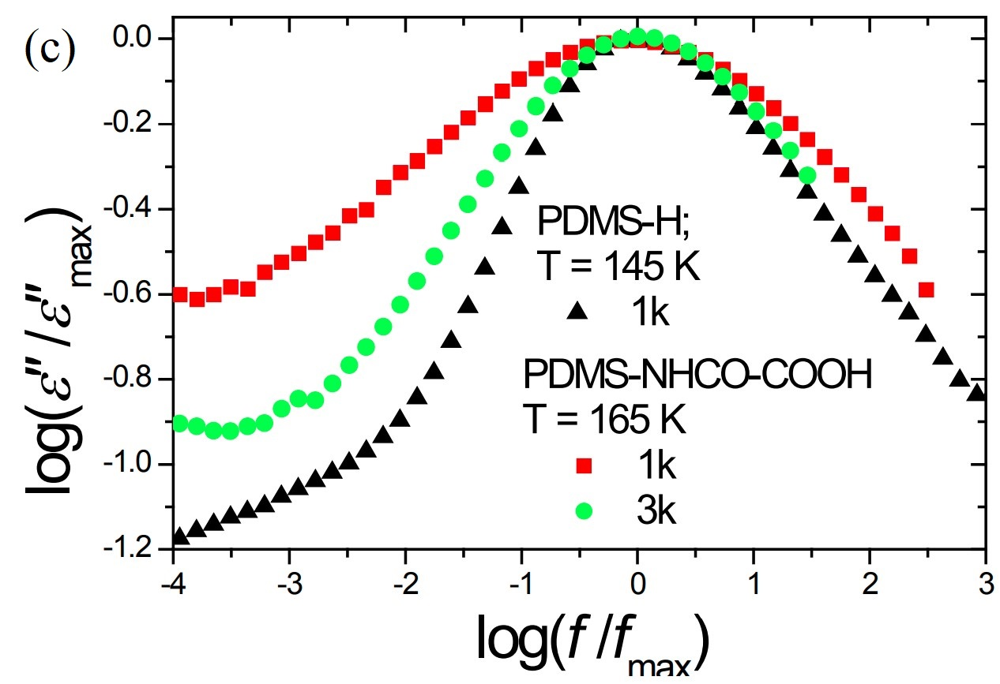 (c)
0.0
-0.2
-0.4
-0.6
-0.8
-1.0
-1.2
log(ε''/ε''max)
PDMS-H;
T = 145 K
1k
PDMS-NHCO-COOH
T = 165 K
1k
3k
-4 -3 -2 -1 0 1 2 3
log(f/fmax)